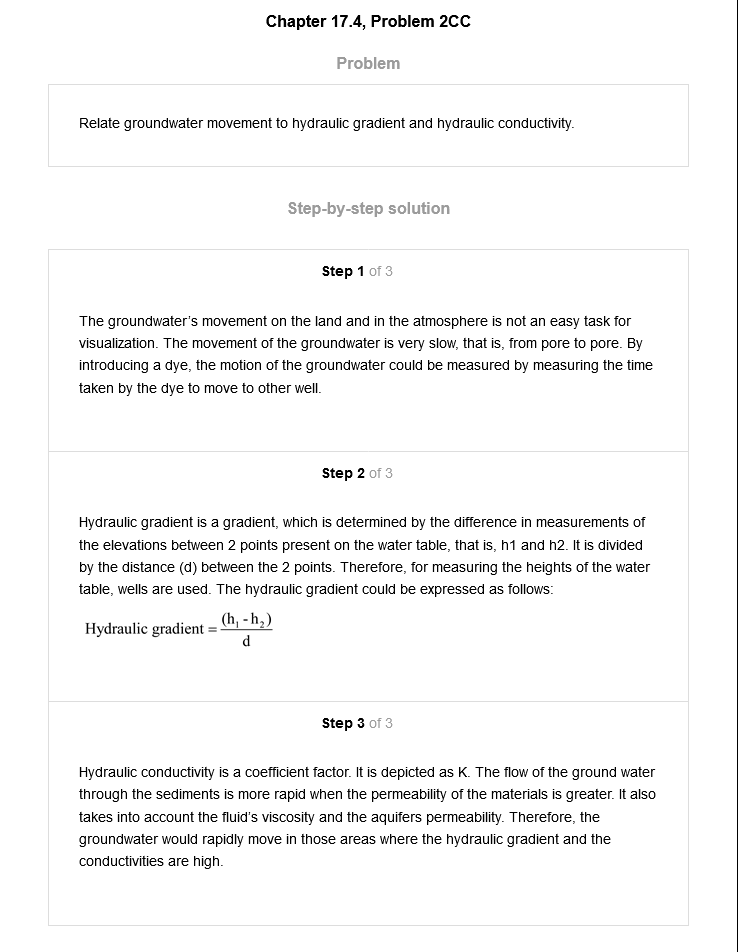 Chapter 17.4, Problem 2CC
Problem
Relate groundwater movement to hydraulic gradient and hydraulic conductivity.
Step-by-step solution
Step 1 of 3
The groundwater's movement on the land and in the atmosphere is not an easy task for
visualization. The movement of the groundwater is very slow, that is, from pore to pore. By
introducing a dye, the motion of the groundwater could be measured by measuring the time
taken by the dye to move to other well.
Step 2 of 3
Hydraulic gradient is a gradient, which is determined by the difference in measurements of
the elevations between 2 points present on the water table, that is, h1 and h2. It is divided
by the distance (d) between the 2 points. Therefore, for measuring the heights of the water
table, wells are used. The hydraulic gradient could be expressed as follows:
Hydraulic gradient = (h₁ - h₂) / d
Step 3 of 3
Hydraulic conductivity is a coefficient factor. It is depicted as K. The flow of the ground water
through the sediments is more rapid when the permeability of the materials is greater. It also
takes into account the fluid's viscosity and the aquifers permeability. Therefore, the
groundwater would rapidly move in those areas where the hydraulic gradient and the
conductivities are high.